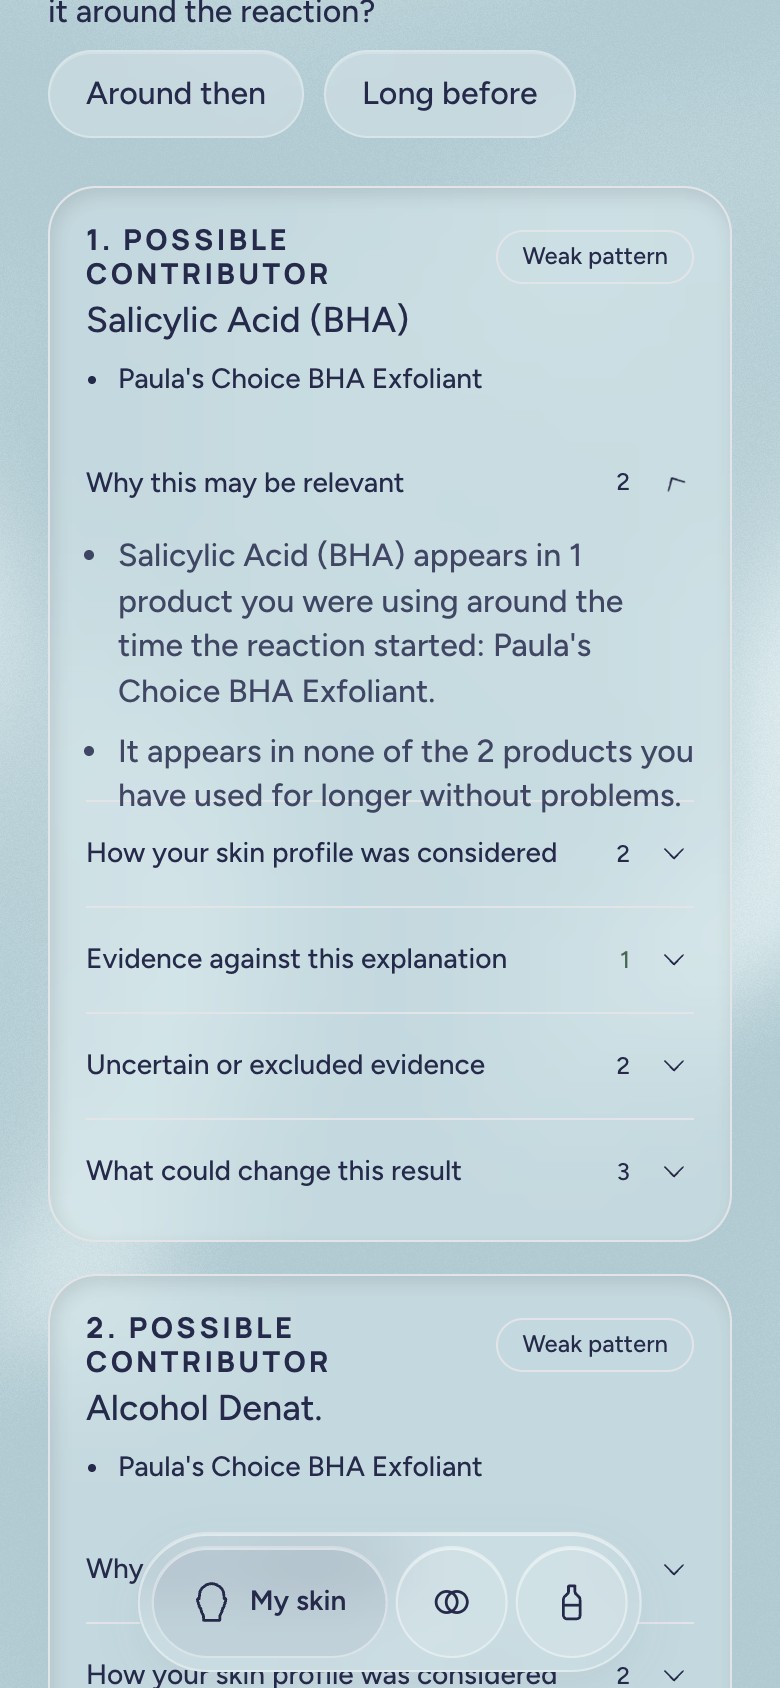 it around the reaction?
Around then
Long before
1. POSSIBLE
CONTRIBUTOR
Weak pattern
Salicylic Acid (BHA)
• Paula's Choice BHA Exfoliant
Why this may be relevant 2
• Salicylic Acid (BHA) appears in 1
product you were using around the
time the reaction started: Paula's
Choice BHA Exfoliant.
• It appears in none of the 2 products you
have used for longer without problems.
How your skin profile was considered 2
Evidence against this explanation 1
Uncertain or excluded evidence 2
What could change this result 3
2. POSSIBLE
CONTRIBUTOR
Weak pattern
Alcohol Denat.
• Paula's Choice BHA Exfoliant
Why
My skin
How your skin profile was considered 2